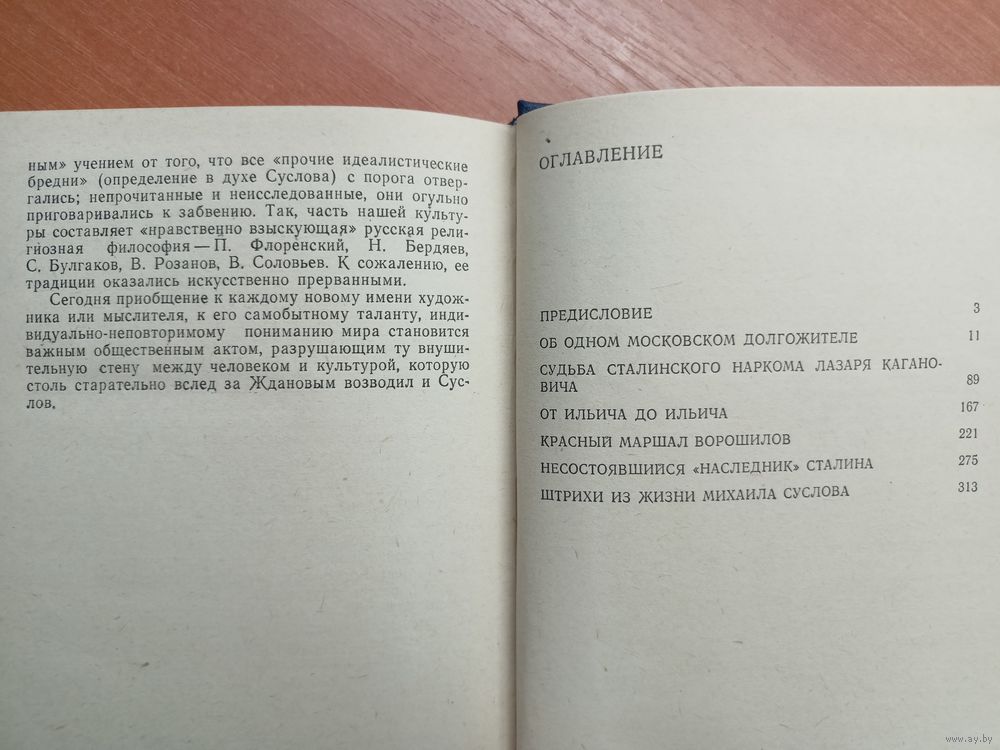 ным» учением от того, что все «прочие идеалистические
бредни» (определение в духе Суслова) с порога отвер-
гались; непрочитанные и неисследованные, они огульно
приговаривались к забвению. Так, часть нашей культу-
ры составляет «нравственно взыскующая» русская рели-
гиозная философия — П. Флоренский, Н. Бердяев,
С. Булгаков, В. Розанов, В. Соловьев. К сожалению, ее
традиции оказались искусственно прерванными.
Сегодня приобщение к каждому новому имени худож-
ника или мыслителя, к его самобытному таланту, инди-
видуально-неповторимому пониманию мира становится
важным общественным актом, разрушающим ту внуши-
тельную стену между человеком и культурой, которую
столь старательно вслед за Ждановым возводил и Сус-
лов.
ОГЛАВЛЕНИЕ
ПРЕДИСЛОВИЕ 3
ОБ ОДНОМ МОСКОВСКОМ ДОЛГОЖИТЕЛЕ 11
СУДЬБА СТАЛИНСКОГО НАРКОМА ЛАЗАРЯ КАГАНО-
ВИЧА 89
ОТ ИЛЬИЧА ДО ИЛЬИЧА 167
КРАСНЫЙ МАРШАЛ ВОРОШИЛОВ 221
НЕСОСТОЯВШИЙСЯ «НАСЛЕДНИК» СТАЛИНА 275
ШТРИХИ ИЗ ЖИЗНИ МИХАИЛА СУСЛОВА 313
www.ay.by